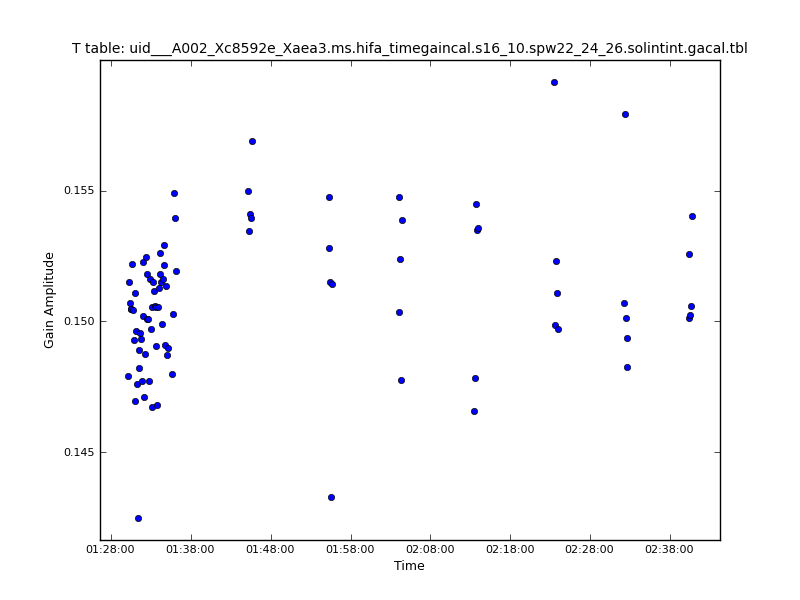 T table: uid___A002_Xc8592e_Xaea3.ms.hifa_timegaincal.s16_10.spw22_24_26.solintint.gacal.tbl
0.155
0.150
0.145
Gain Amplitude
01:28:00 01:38:00 01:48:00 01:58:00 02:08:00 02:18:00 02:28:00 02:38:00
Time